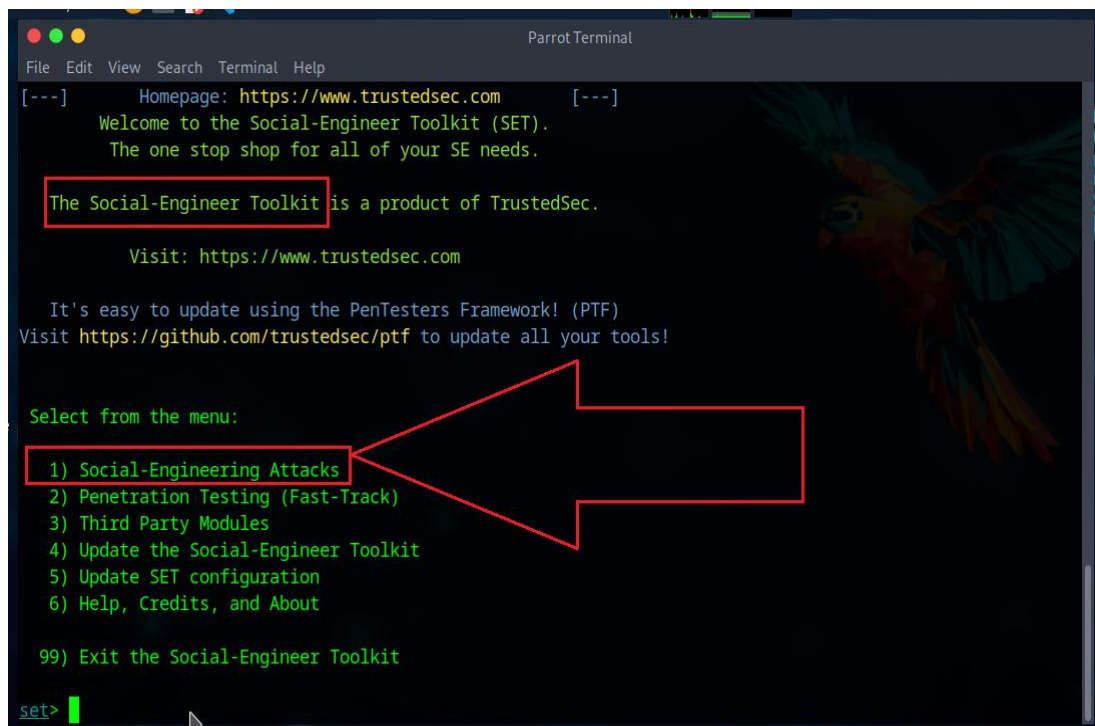 Parrot Terminal
File Edit View Search Terminal Help
[---] Homepage: https://www.trustedsec.com [---]
Welcome to the Social-Engineer Toolkit (SET).
The one stop shop for all of your SE needs.
The Social-Engineer Toolkit is a product of TrustedSec.
Visit: https://www.trustedsec.com
It's easy to update using the PenTesters Framework! (PTF)
Visit https://github.com/trustedsec/ptf to update all your tools!
Select from the menu:
1) Social-Engineering Attacks
2) Penetration Testing (Fast-Track)
3) Third Party Modules
4) Update the Social-Engineer Toolkit
5) Update SET configuration
6) Help, Credits, and About
99) Exit the Social-Engineer Toolkit
set>